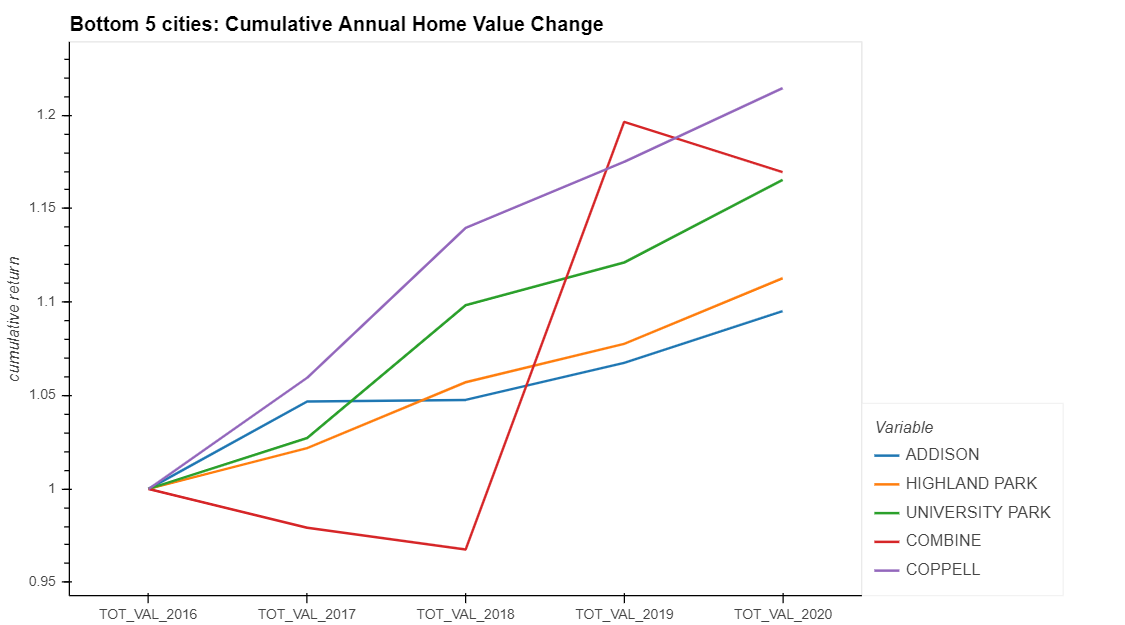 Bottom 5 cities: Cumulative Annual Home Value Change
cumulative return
1.2
1.15
1.1
1.05
1
0.95
TOT_VAL_2016 TOT_VAL_2017 TOT_VAL_2018 TOT_VAL_2019 TOT_VAL_2020
Variable
ADDISON
HIGHLAND PARK
UNIVERSITY PARK
COMBINE
COPPELL